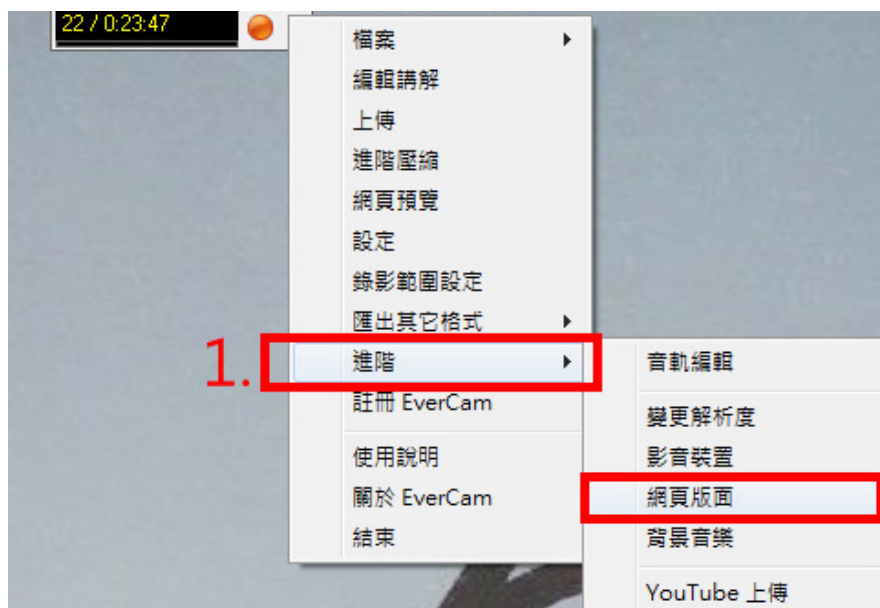 22 / 0:23:47
檔案
編輯講解
上傳
進階壓縮
網頁預覽
設定
錄影範圍設定
匯出其它格式
1.
進階
註冊 EverCam
使用說明
關於 EverCam
結束
音軌編輯
變更解析度
影音裝置
網頁版面
背景音樂
YouTube 上傳